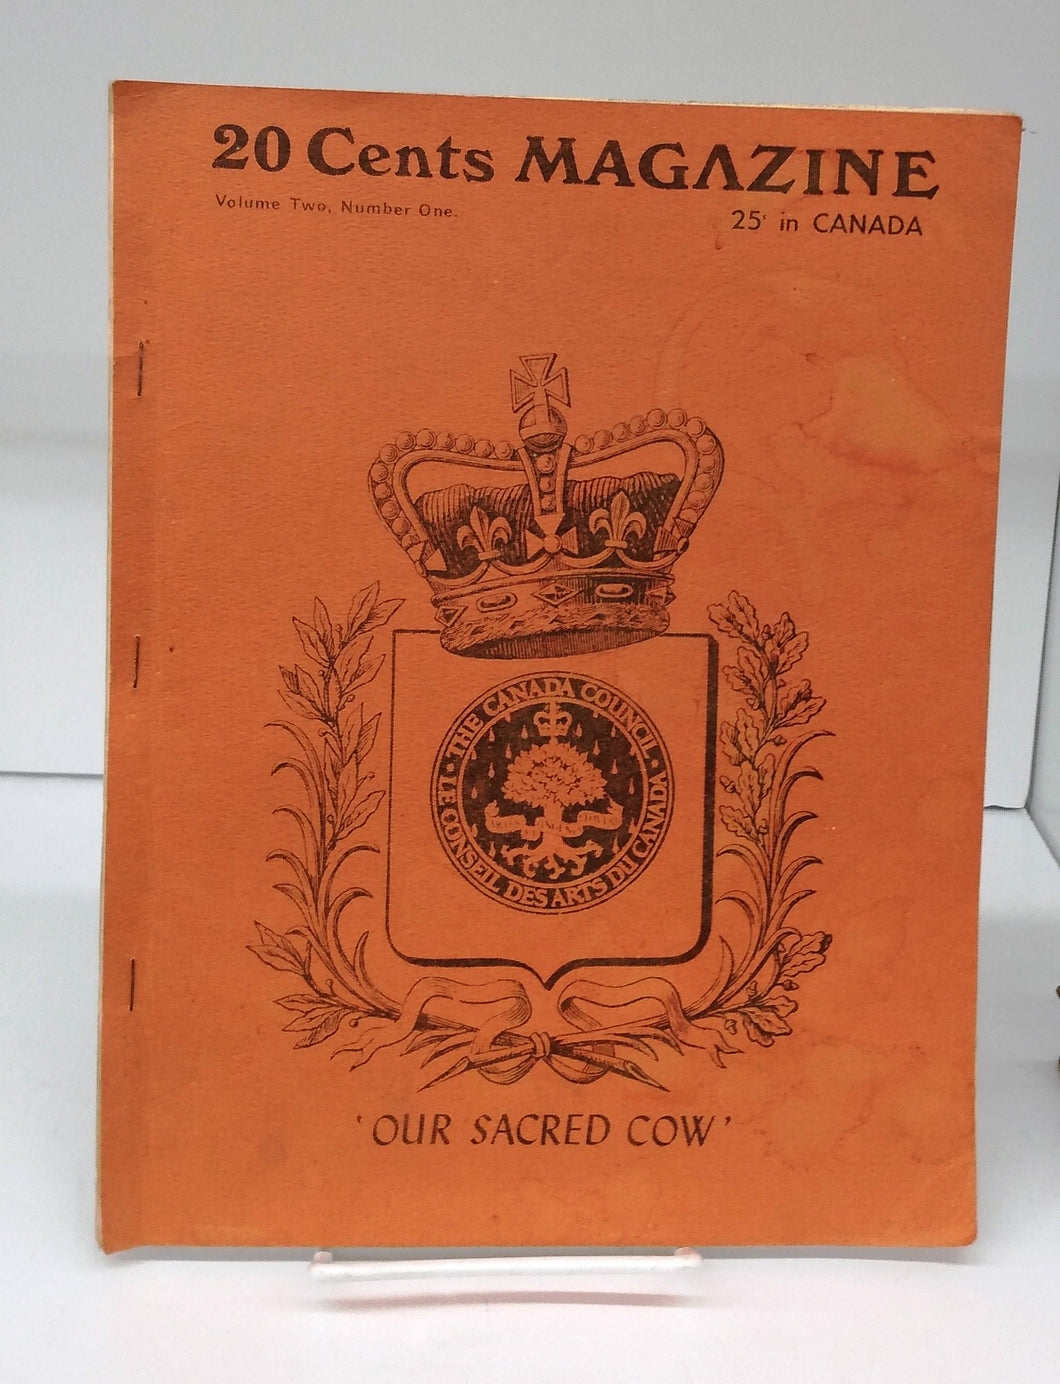 20 Cents MAGAZINE
Volume Two, Number One.
25¢ in CANADA
THE CANADA COUNCIL
• LE CONSEIL DES ARTS DU CANADA •
‘OUR SACRED COW’